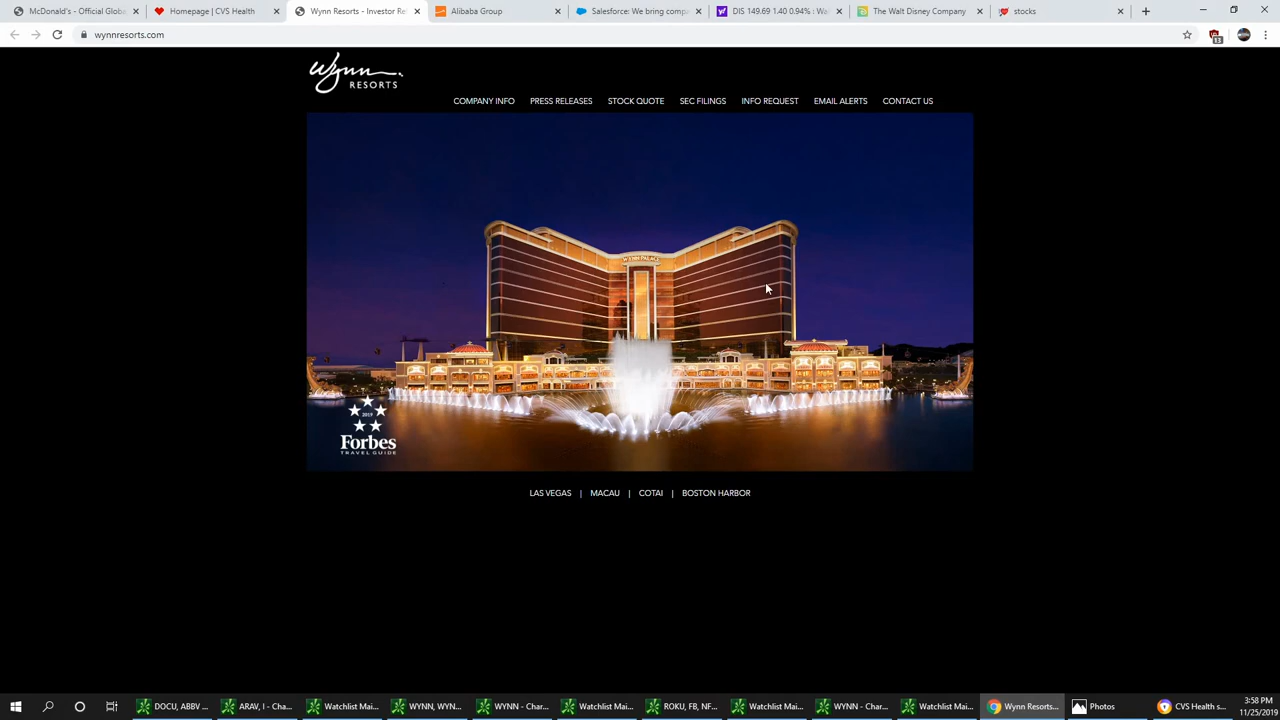 McDonald's - Official Globa
Homepage | CVS Health
Wynn Resorts - Investor Re
Alibaba Group
Salesforce: We bring compa
DIS 149.69 1.40 0.94% : Wa
The Walt Disney Company
stocks
wynnresorts.com
13
Wynn
RESORTS
COMPANY INFO PRESS RELEASES STOCK QUOTE SEC FILINGS INFO REQUEST EMAIL ALERTS CONTACT US
WYNN PALACE
2019
Forbes
TRAVEL GUIDE
LAS VEGAS | MACAU | COTAI | BOSTON HARBOR
DOCU, ABBV ...
ARAV, I - Cha...
Watchlist Mai...
WYNN, WYN...
WYNN - Char...
Watchlist Mai...
ROKU, FB, NF...
Watchlist Mai...
WYNN - Char...
Watchlist Mai...
Wynn Resorts...
Photos
CVS Health s...
3:58 PM
11/25/2019